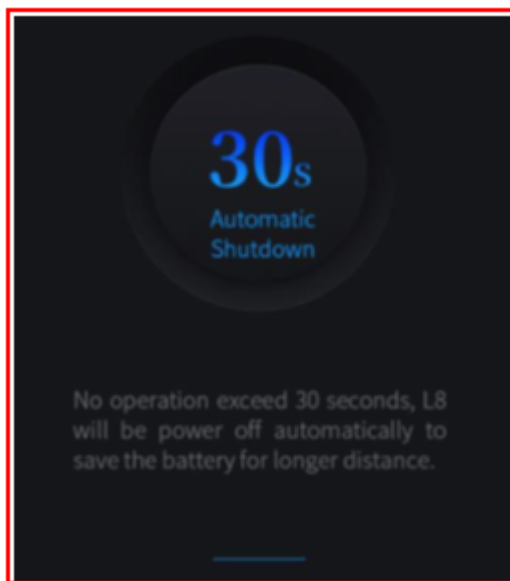 30s
Automatic
Shutdown
No operation exceed 30 seconds, L8
will be power off automatically to
save the battery for longer distance.